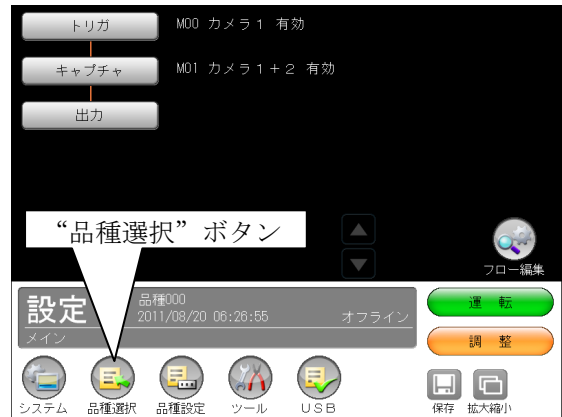 トリガ M00 カメラ1 有効
キャプチャ M01 カメラ1+2 有効
出力
“品種選択”ボタン
フロー編集
設定 品種000
2011/08/20 06:26:55 オフライン
メイン
運 転
調 整
システム 品種選択 品種設定 ツール USB 保存 拡大縮小